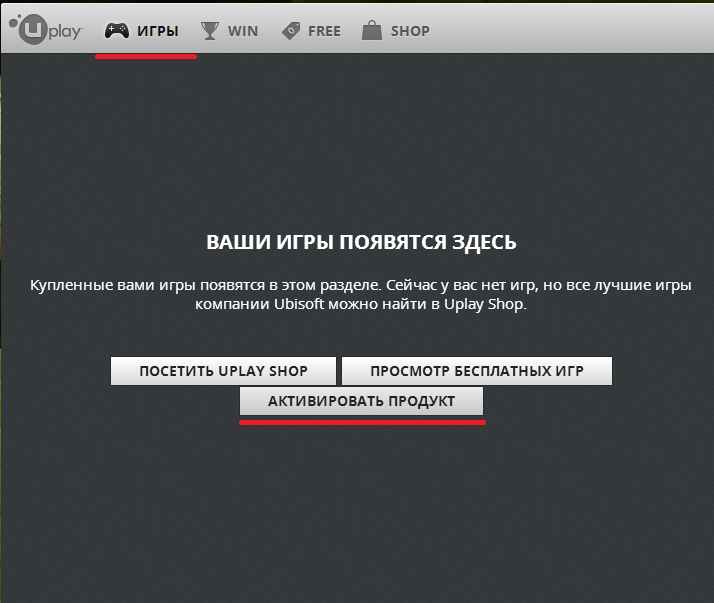 uplay ИГРЫ WIN FREE SHOP
ВАШИ ИГРЫ ПОЯВЯТСЯ ЗДЕСЬ
Купленные вами игры появятся в этом разделе. Сейчас у вас нет игр, но все лучшие игры
компании Ubisoft можно найти в Uplay Shop.
ПОСЕТИТЬ UPLAY SHOP ПРОСМОТР БЕСПЛАТНЫХ ИГР
АКТИВИРОВАТЬ ПРОДУКТ